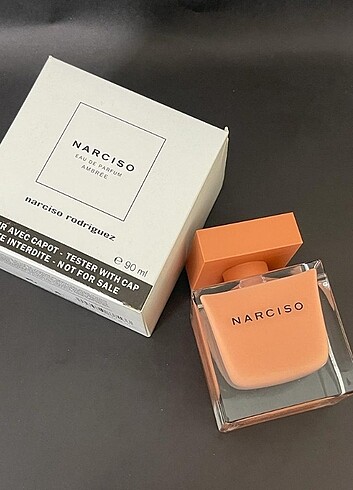 NARCISO
EAU DE PARFUM
AMBRÉE
narciso rodriguez
R AVEC CAPOT - TESTER WITH CAP
E INTERDITE - NOT FOR SALE
e 90 ml
NARCISO